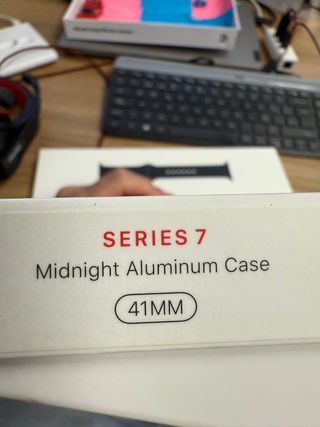 SERIES 7
Midnight Aluminum Case
41MM